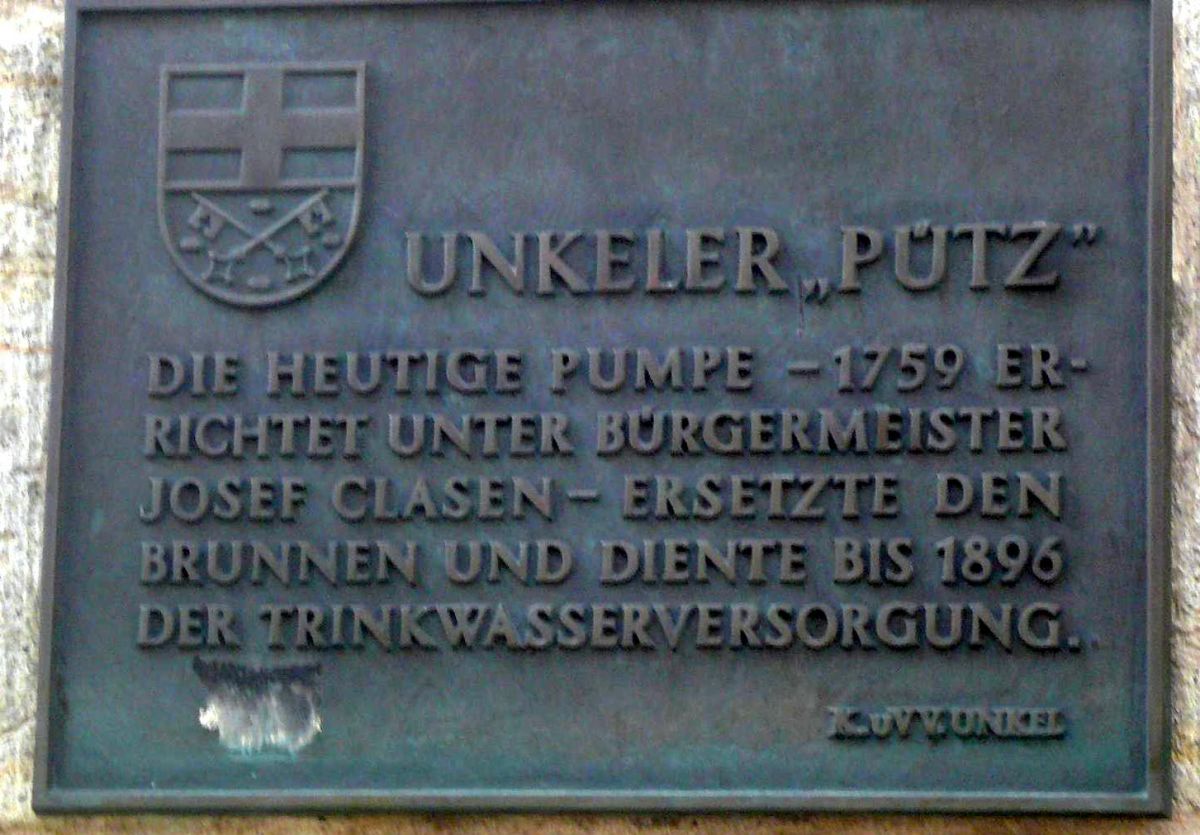 UNKELER „PÜTZ”
DIE HEUTIGE PUMPE – 1759 ER-
RICHTET UNTER BÜRGERMEISTER
JOSEF CLASEN – ERSETZTE DEN
BRUNNEN UND DIENTE BIS 1896
DER TRINKWASSERVERSORGUNG..
K.uVV.UNKEL